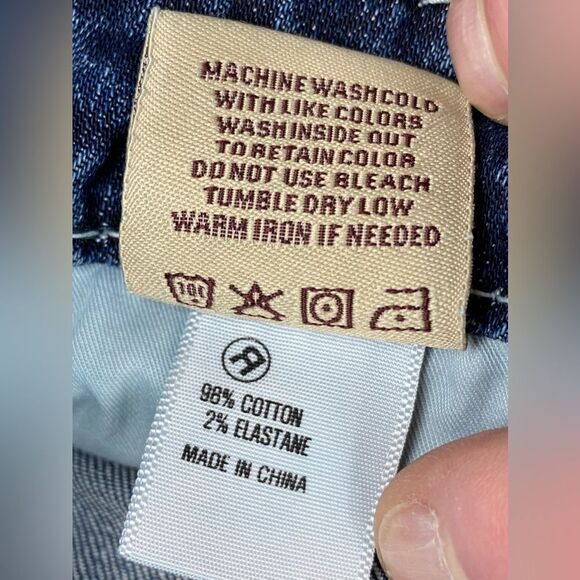 MACHINE WASH COLD
WITH LIKE COLORS
WASH INSIDE OUT
TO RETAIN COLOR
DO NOT USE BLEACH
TUMBLE DRY LOW
WARM IRON IF NEEDED
R
98% COTTON
2% ELASTANE
MADE IN CHINA